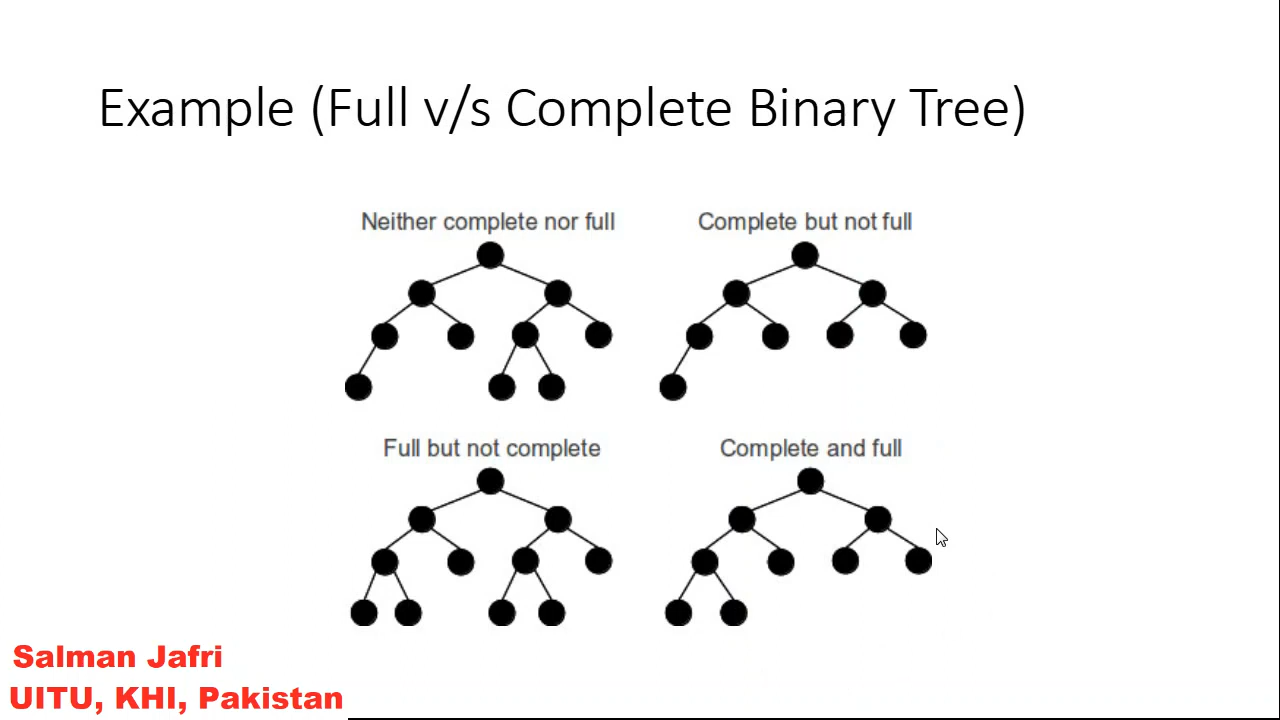 Example (Full v/s Complete Binary Tree)
Neither complete nor full
Complete but not full
Full but not complete
Complete and full
Salman Jafri
UITU, KHI, Pakistan